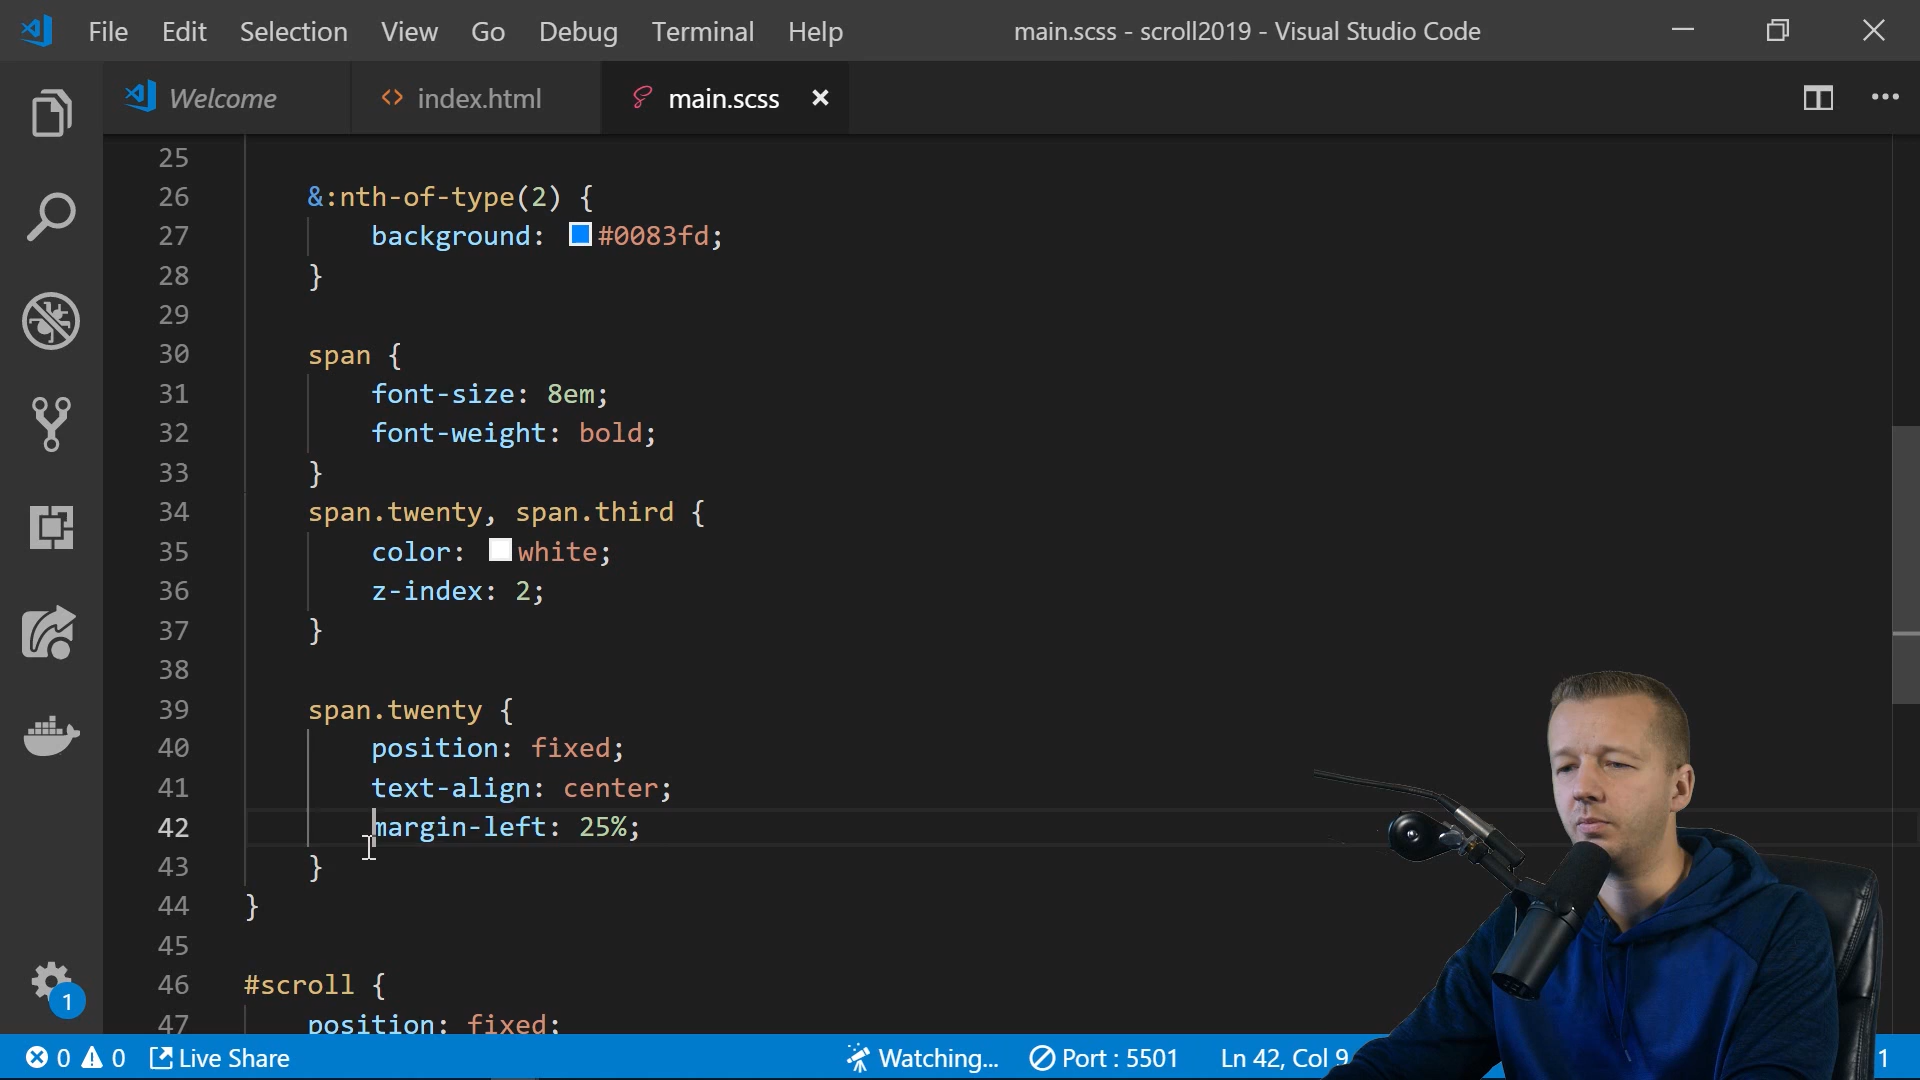 File Edit Selection View Go Debug Terminal Help main.scss - scroll2019 - Visual Studio Code
Welcome index.html main.scss
25
26 &:nth-of-type(2) {
27 background: #0083fd;
28 }
29
30 span {
31 font-size: 8em;
32 font-weight: bold;
33 }
34 span.twenty, span.third {
35 color: white;
36 z-index: 2;
37 }
38
39 span.twenty {
40 position: fixed;
41 text-align: center;
42 margin-left: 25%;
43 }
44 }
45
46 #scroll {
47 position: fixed;
1
0 0 Live Share Watching... Port : 5501 Ln 42, Col 9 1